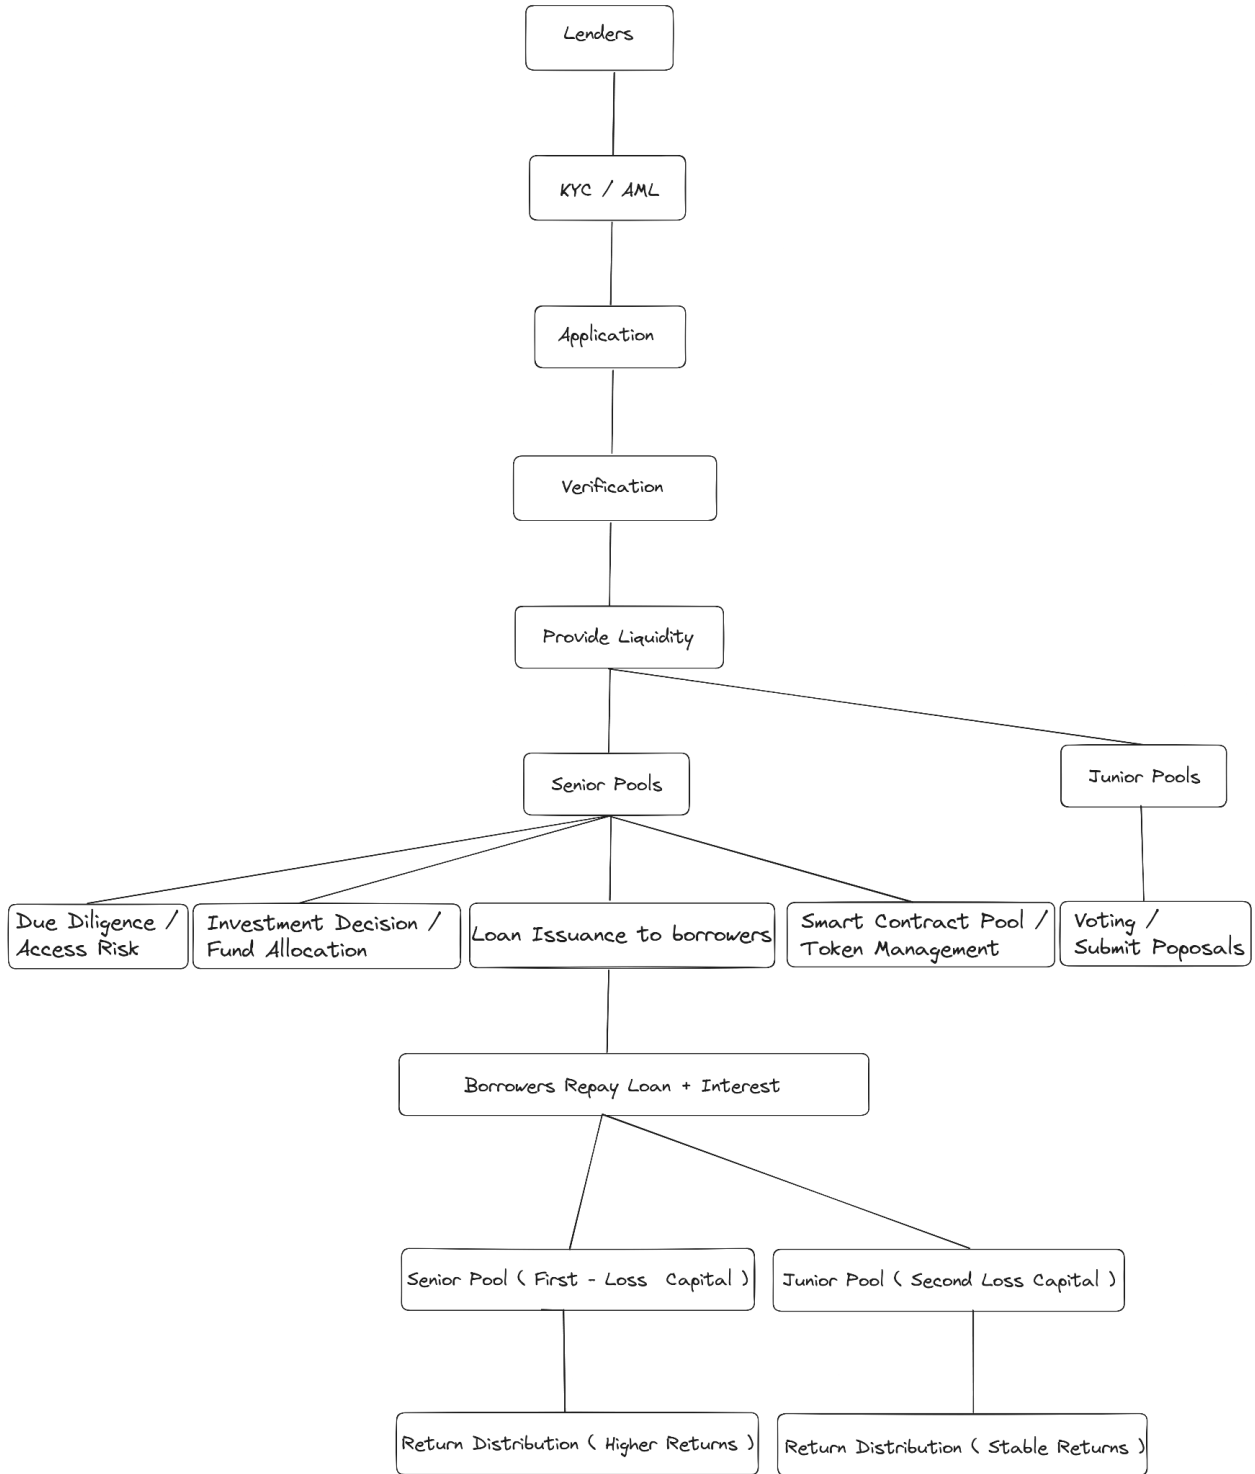 Lenders
KYC / AML
Application
Verification
Provide Liquidity
Senior Pools
Junior Pools
Due Diligence /
Access Risk
Investment Decision /
Fund Allocation
Loan Issuance to borrowers
Smart Contract Pool /
Token Management
Voting /
Submit Poposals
Borrowers Repay Loan + Interest
Senior Pool ( First - Loss Capital )
Junior Pool ( Second Loss Capital )
Return Distribution ( Higher Returns )
Return Distribution ( Stable Returns )